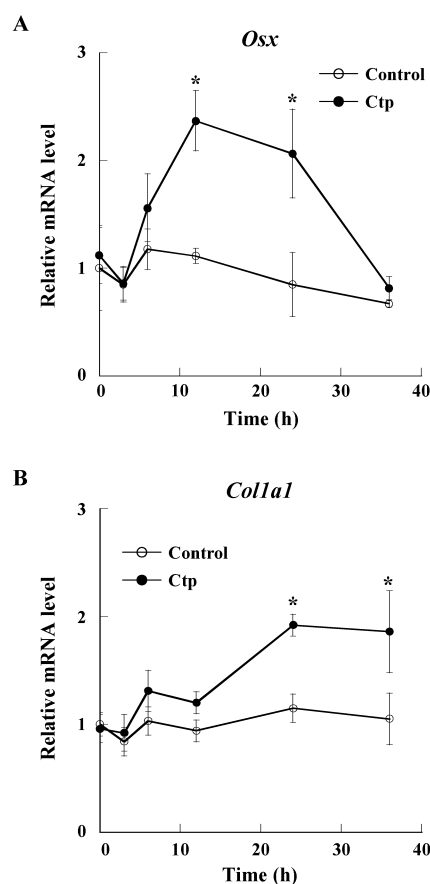 A
Osx
3
2
1
0
Relative mRNA level
Control
Ctp
*
*
0
10
20
30
40
Time (h)
B
Col1a1
3
2
1
0
Relative mRNA level
Control
Ctp
*
*
0
10
20
30
40
Time (h)